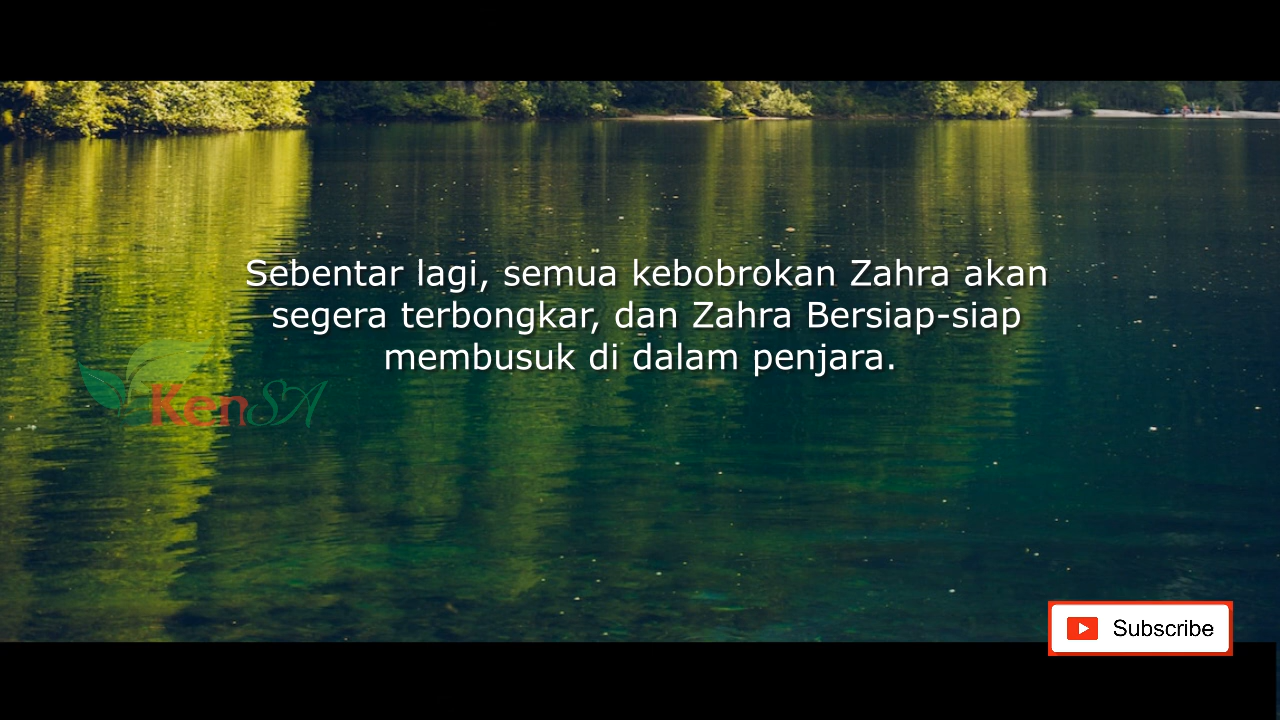 Sebentar lagi, semua kebobrokan Zahra akan
segera terbongkar, dan Zahra Bersiap-siap
membusuk di dalam penjara.
KenSA
Subscribe